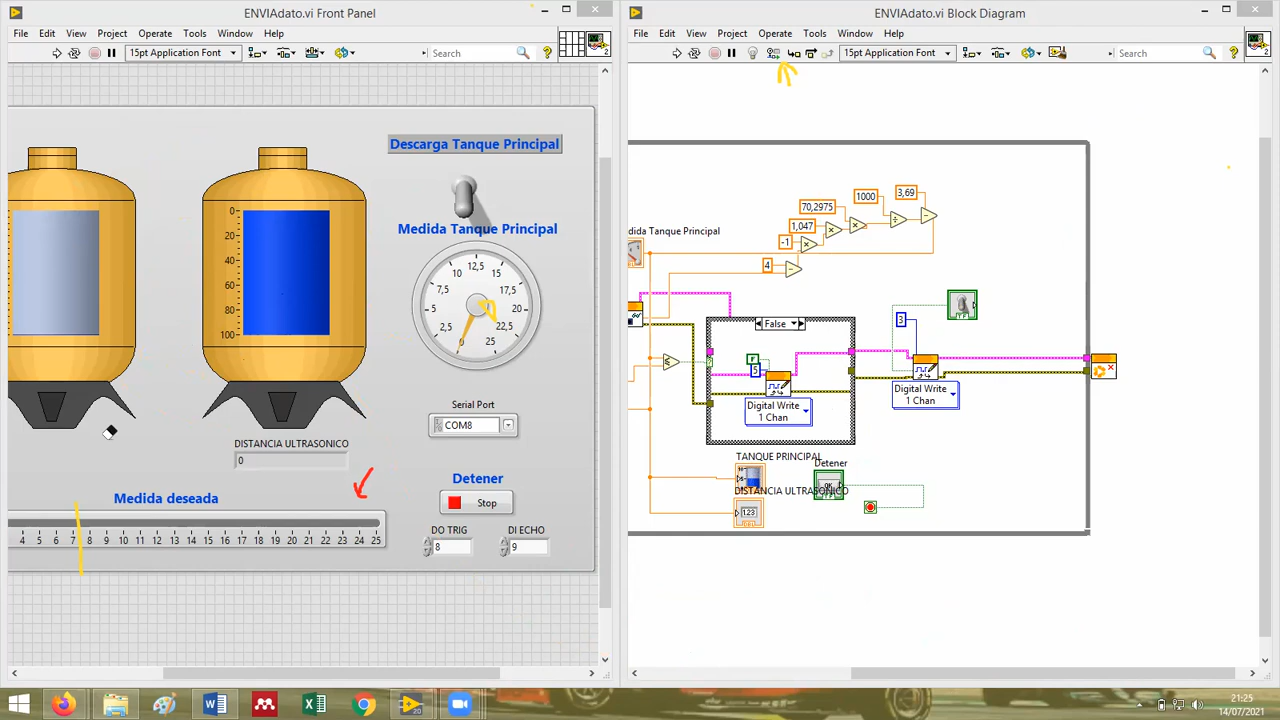 ENVIAdato.vi Front Panel
File Edit View Project Operate Tools Window Help
15pt Application Font
Search
Descarga Tanque Principal
Medida Tanque Principal
0
20
40
60
80
100
0 2,5 5 7,5 10 12,5 15 17,5 20 22,5 25
Serial Port
COM8
DISTANCIA ULTRASONICO
0
Detener
Stop
Medida deseada
4 5 6 7 8 9 10 11 12 13 14 15 16 17 18 19 20 21 22 23 24 25
DO TRIG
8
DI ECHO
9
ENVIAdato.vi Block Diagram
File Edit View Project Operate Tools Window Help
15pt Application Font
Search
3,69
1000
70,2975
1,047
-1
4
dida Tanque Principal
False
F
5
Digital Write
1 Chan
3
TF
Digital Write
1 Chan
TANQUE PRINCIPAL
Detener
OK
TF
DISTANCIA ULTRASONICO
123
21:25
14/07/2021